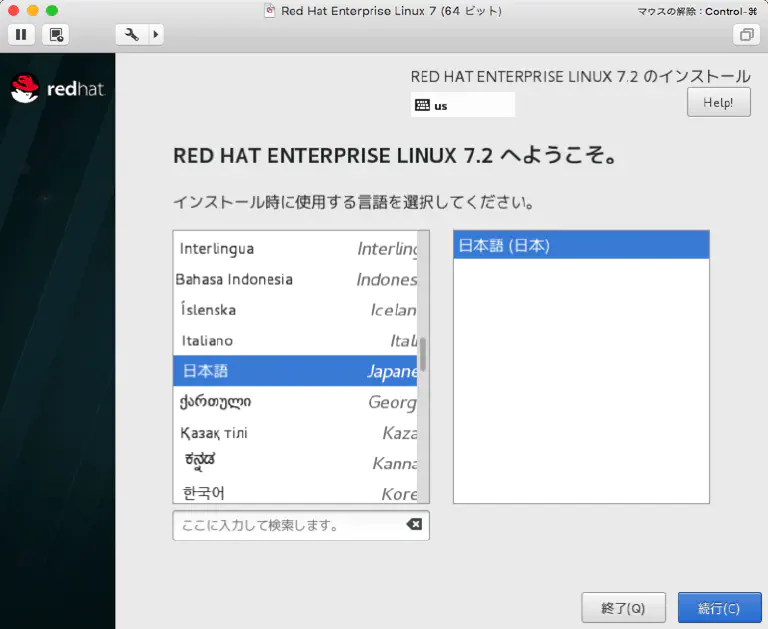 Red Hat Enterprise Linux 7 (64 ビット)
マウスの解除：Control-⌘
redhat.
RED HAT ENTERPRISE LINUX 7.2 のインストール
us
Help!
RED HAT ENTERPRISE LINUX 7.2 へようこそ。
インストール時に使用する言語を選択してください。
Interlingua Interling
Bahasa Indonesia Indones
Íslenska Icelan
Italiano Itali
日本語 Japane
ქართული Georg
Қазақ тілі Kaza
ಕನ್ನಡ Kanna
한국어 Kore
日本語 (日本)
ここに入力して検索します。
終了(Q)
続行(C)